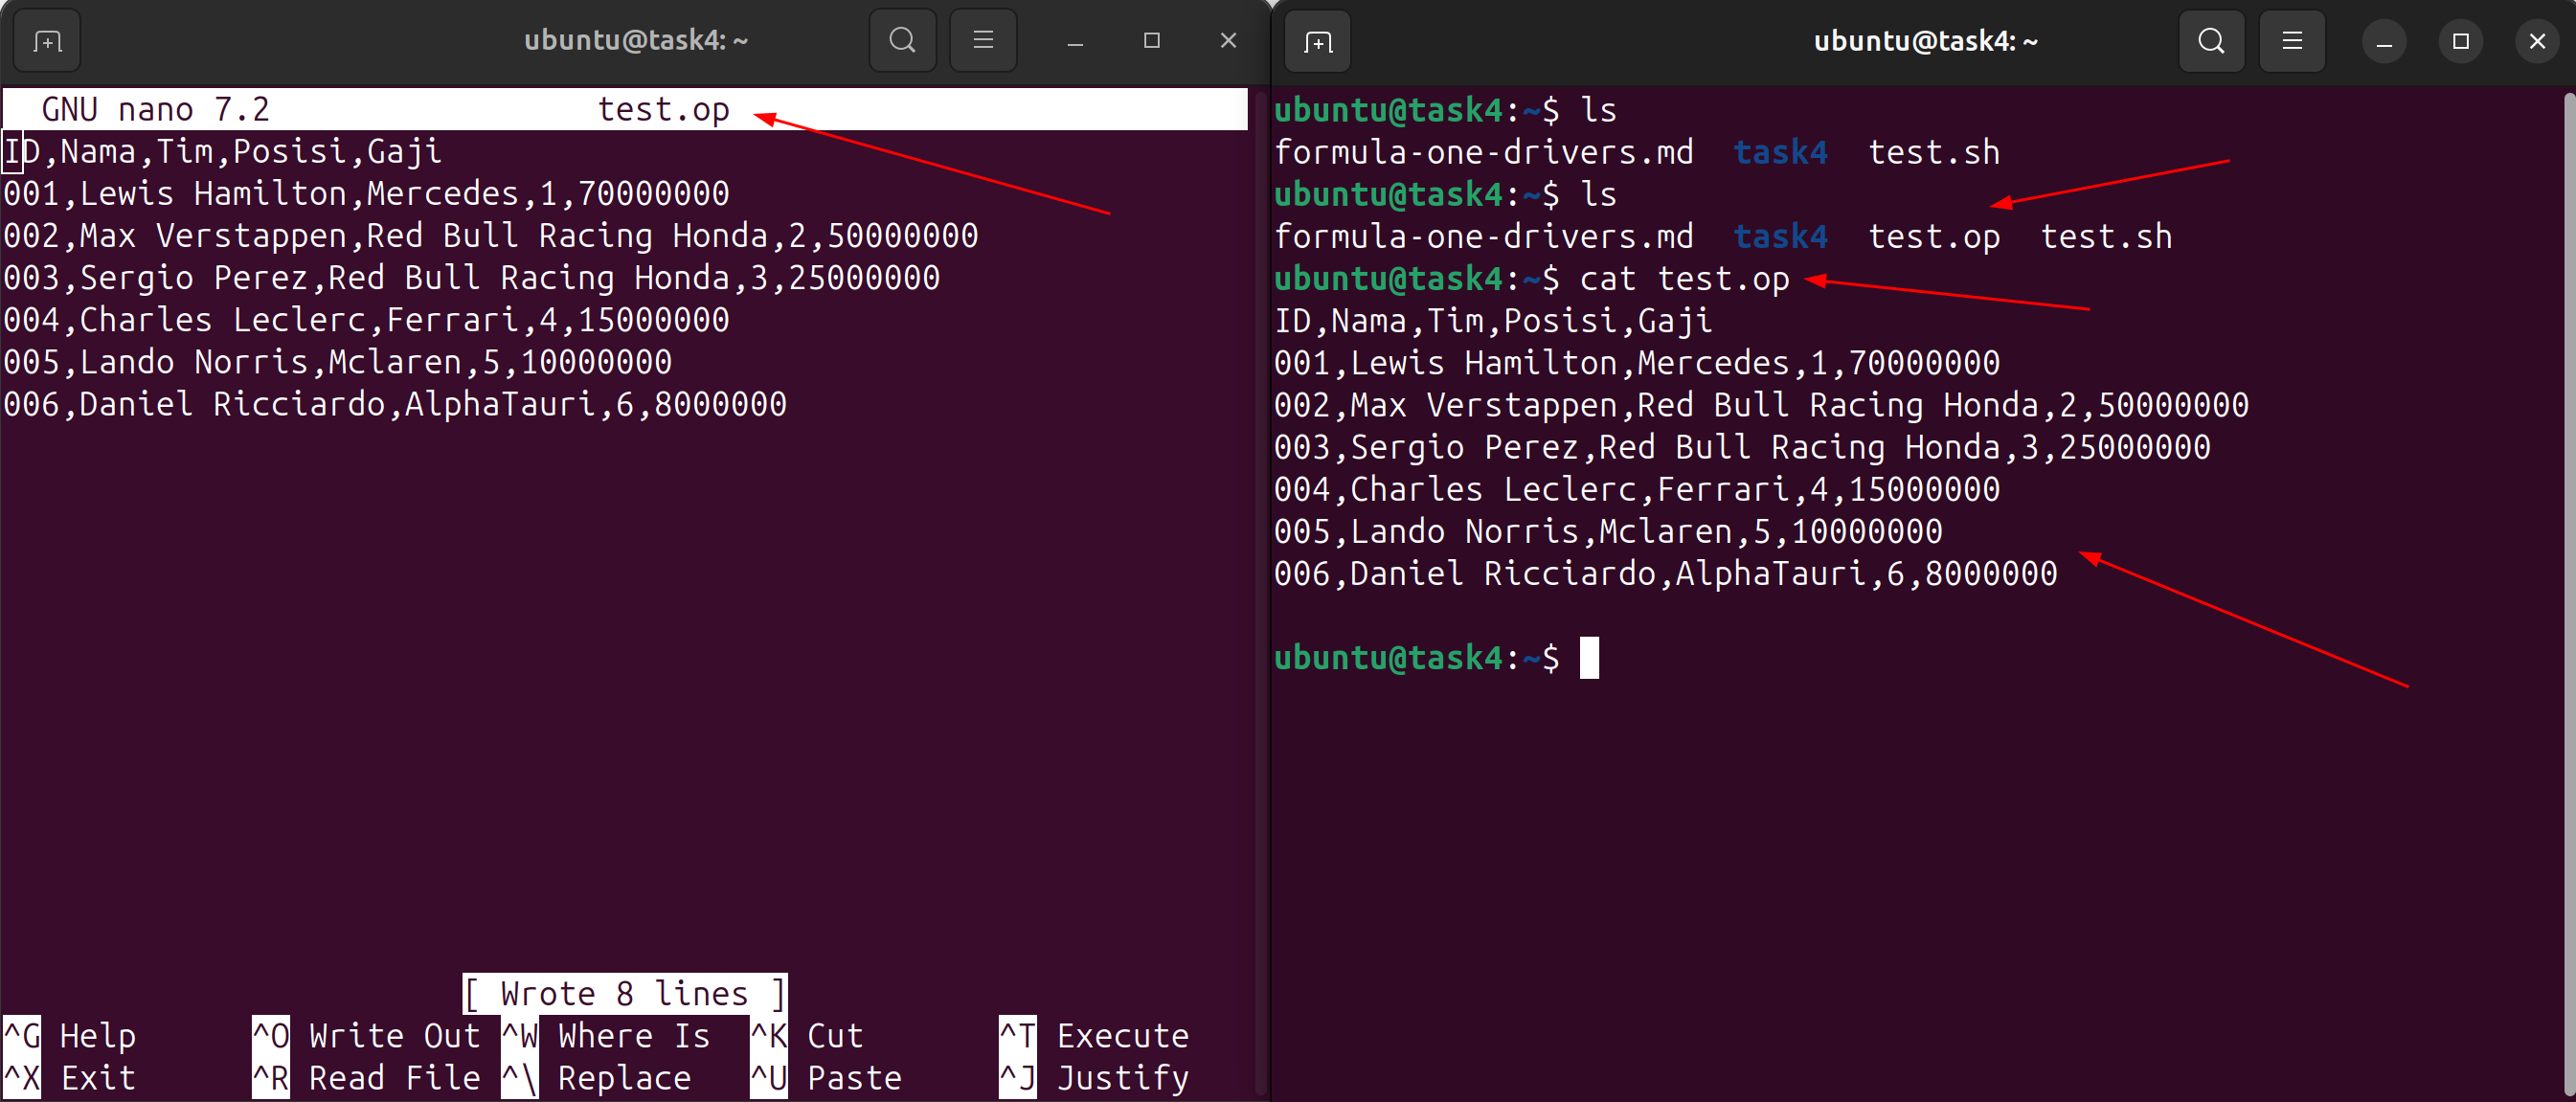 ubuntu@task4: ~
GNU nano 7.2 test.op
ID,Nama,Tim,Posisi,Gaji
001,Lewis Hamilton,Mercedes,1,70000000
002,Max Verstappen,Red Bull Racing Honda,2,50000000
003,Sergio Perez,Red Bull Racing Honda,3,25000000
004,Charles Leclerc,Ferrari,4,15000000
005,Lando Norris,Mclaren,5,10000000
006,Daniel Ricciardo,AlphaTauri,6,8000000
[ Wrote 8 lines ]
^G Help ^O Write Out ^W Where Is ^K Cut ^T Execute
^X Exit ^R Read File ^\ Replace ^U Paste ^J Justify
ubuntu@task4: ~
ubuntu@task4:~$ ls
formula-one-drivers.md task4 test.sh
ubuntu@task4:~$ ls
formula-one-drivers.md task4 test.op test.sh
ubuntu@task4:~$ cat test.op
ID,Nama,Tim,Posisi,Gaji
001,Lewis Hamilton,Mercedes,1,70000000
002,Max Verstappen,Red Bull Racing Honda,2,50000000
003,Sergio Perez,Red Bull Racing Honda,3,25000000
004,Charles Leclerc,Ferrari,4,15000000
005,Lando Norris,Mclaren,5,10000000
006,Daniel Ricciardo,AlphaTauri,6,8000000
ubuntu@task4:~$